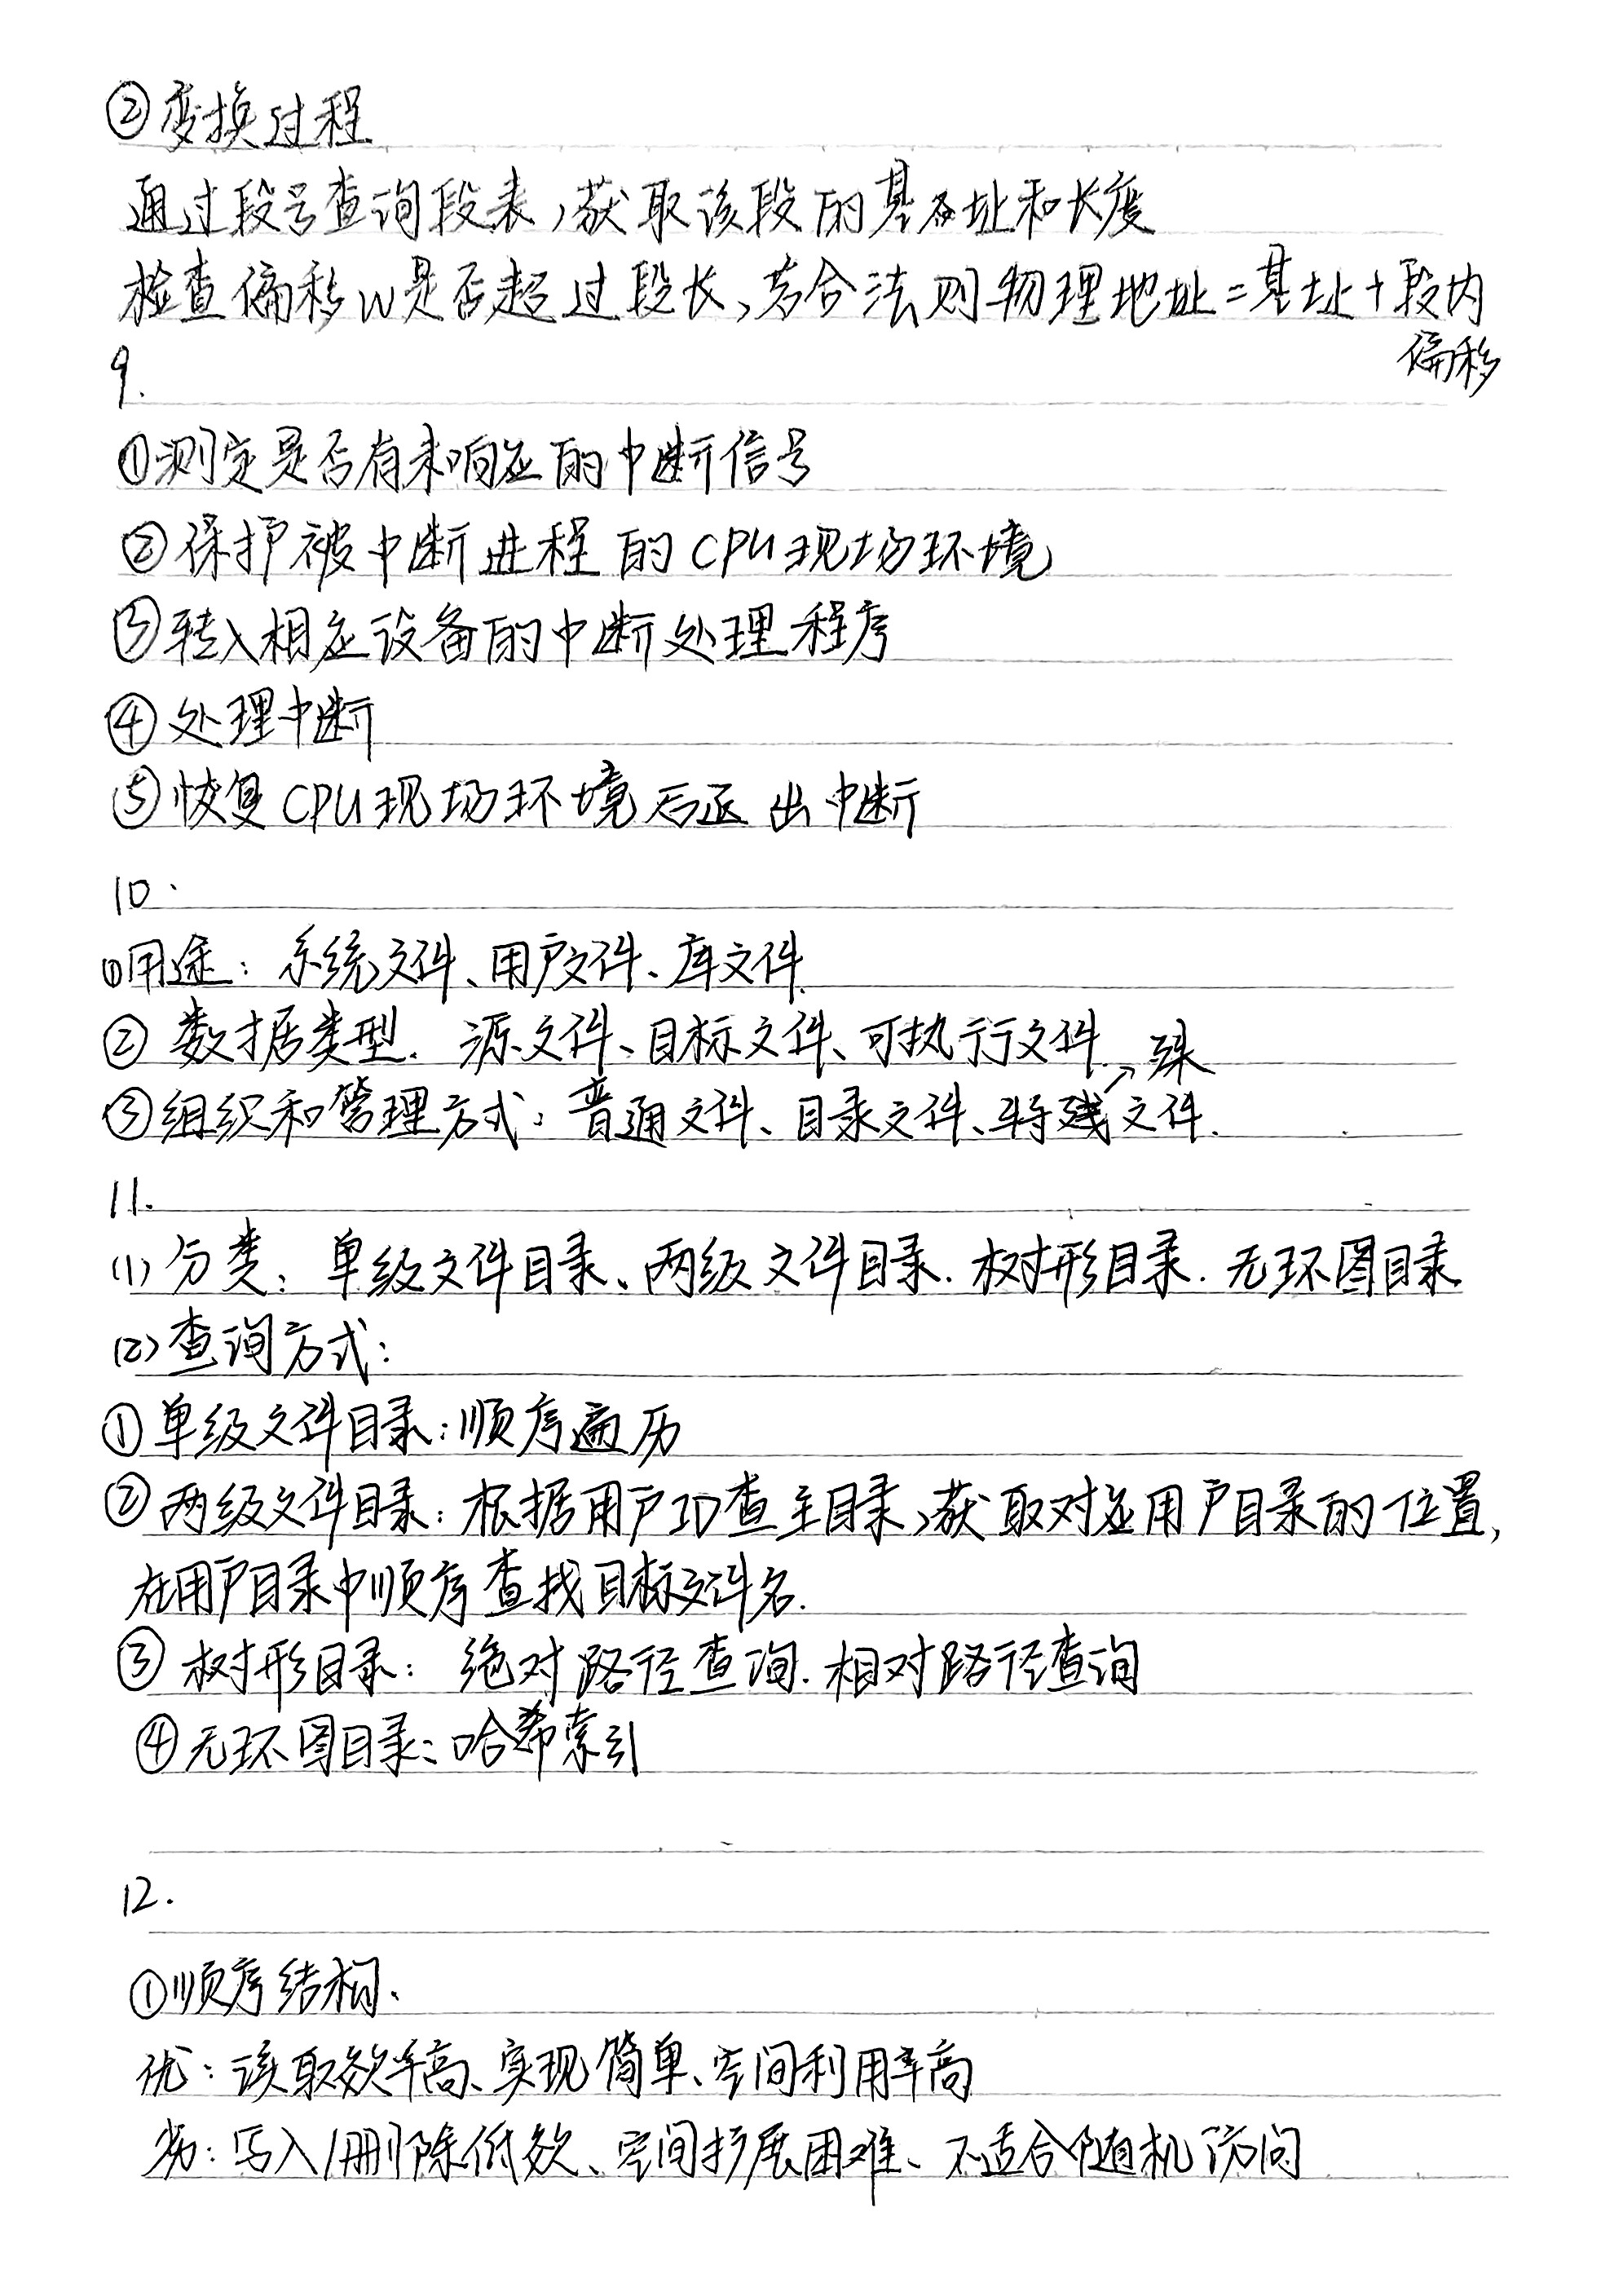 ②变换过程
通过段号查询段表,获取该段的基址和长度
检查偏移W是否超过段长,若合法则物理地址=基址+段内
偏移
9.
①测定是否有未响应的中断信号
②保护被中断进程的CPU现场环境
③转入相应设备的中断处理程序
④处理中断
⑤恢复CPU现场环境后退出中断
10.
①用途:系统文件、用户文件、库文件.
②数据类型.源文件、目标文件、可执行文件.
殊
③组织和管理方式:普通文件、目录文件、特残文件.
11.
(1)分类:单级文件目录、两级文件目录.树形目录.无环图目录
(2)查询方式:
①单级文件目录:顺序遍历
②两级文件目录:根据用户ID查主目录,获取对应用户目录的位置,
在用户目录中顺序查找目标文件名.
③树形目录:绝对路径查询.相对路径查询
④无环图目录:哈希索引
12.
①顺序结构.
优:读取效率高、实现简单、空间利用率高
劣:写入/删除低效、空间扩展困难、不适合随机访问